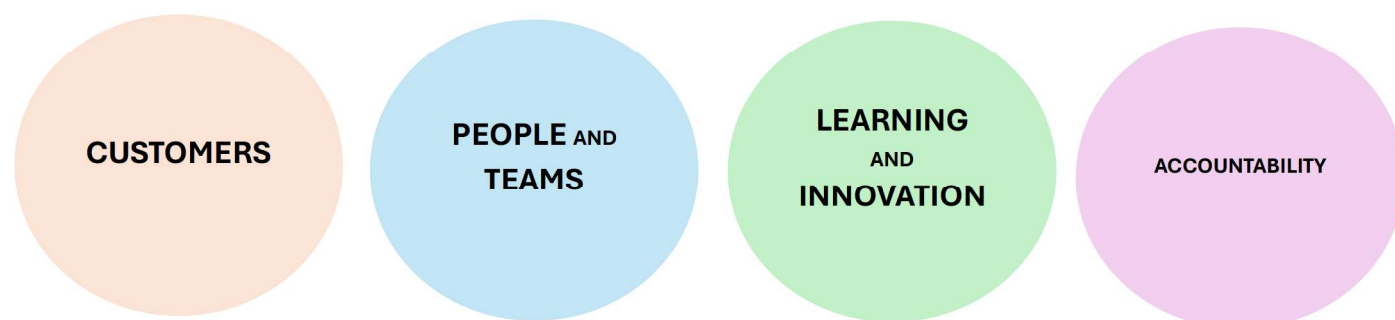 CUSTOMERS
PEOPLE AND
TEAMS
LEARNING
AND
INNOVATION
ACCOUNTABILITY